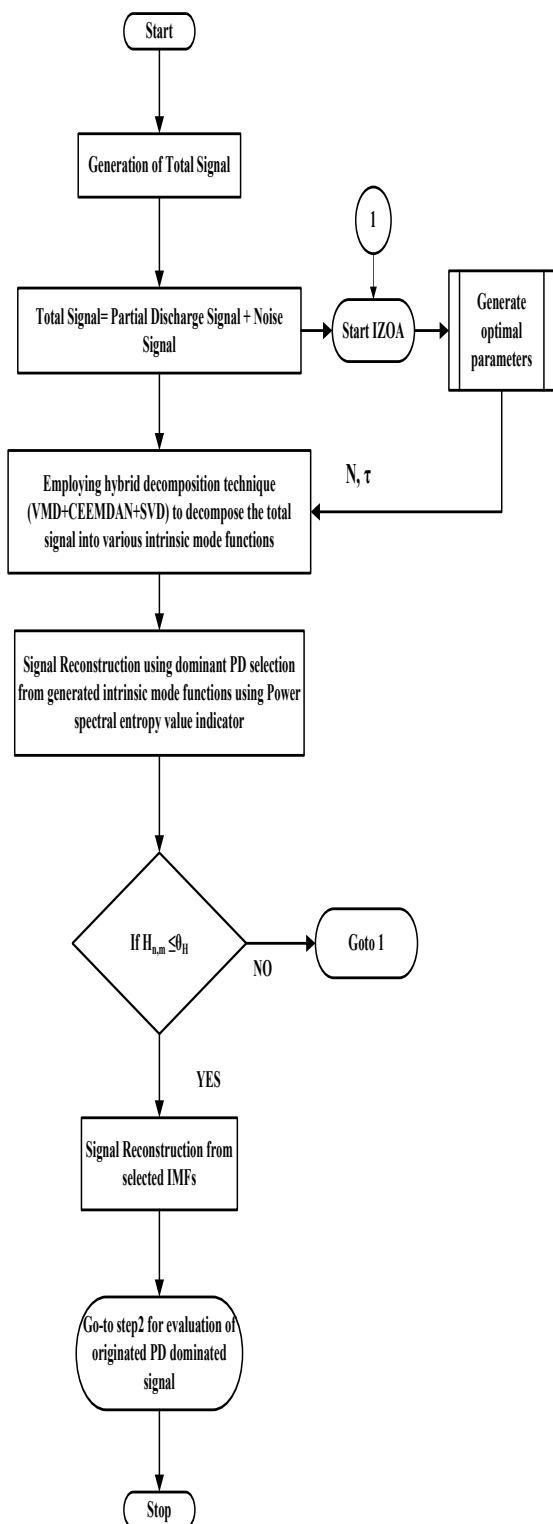 Start
Generation of Total Signal
1
Total Signal= Partial Discharge Signal + Noise
Signal
Start IZOA
Generate
optimal
parameters
N, τ
Employing hybrid decomposition technique
(VMD+CEEMDAN+SVD) to decompose the total
signal into various intrinsic mode functions
Signal Reconstruction using dominant PD selection
from generated intrinsic mode functions using Power
spectral entropy value indicator
If Hn,m ≤θH
NO
Goto 1
YES
Signal Reconstruction from
selected IMFs
Go-to step2 for evaluation of
originated PD dominated
signal
Stop